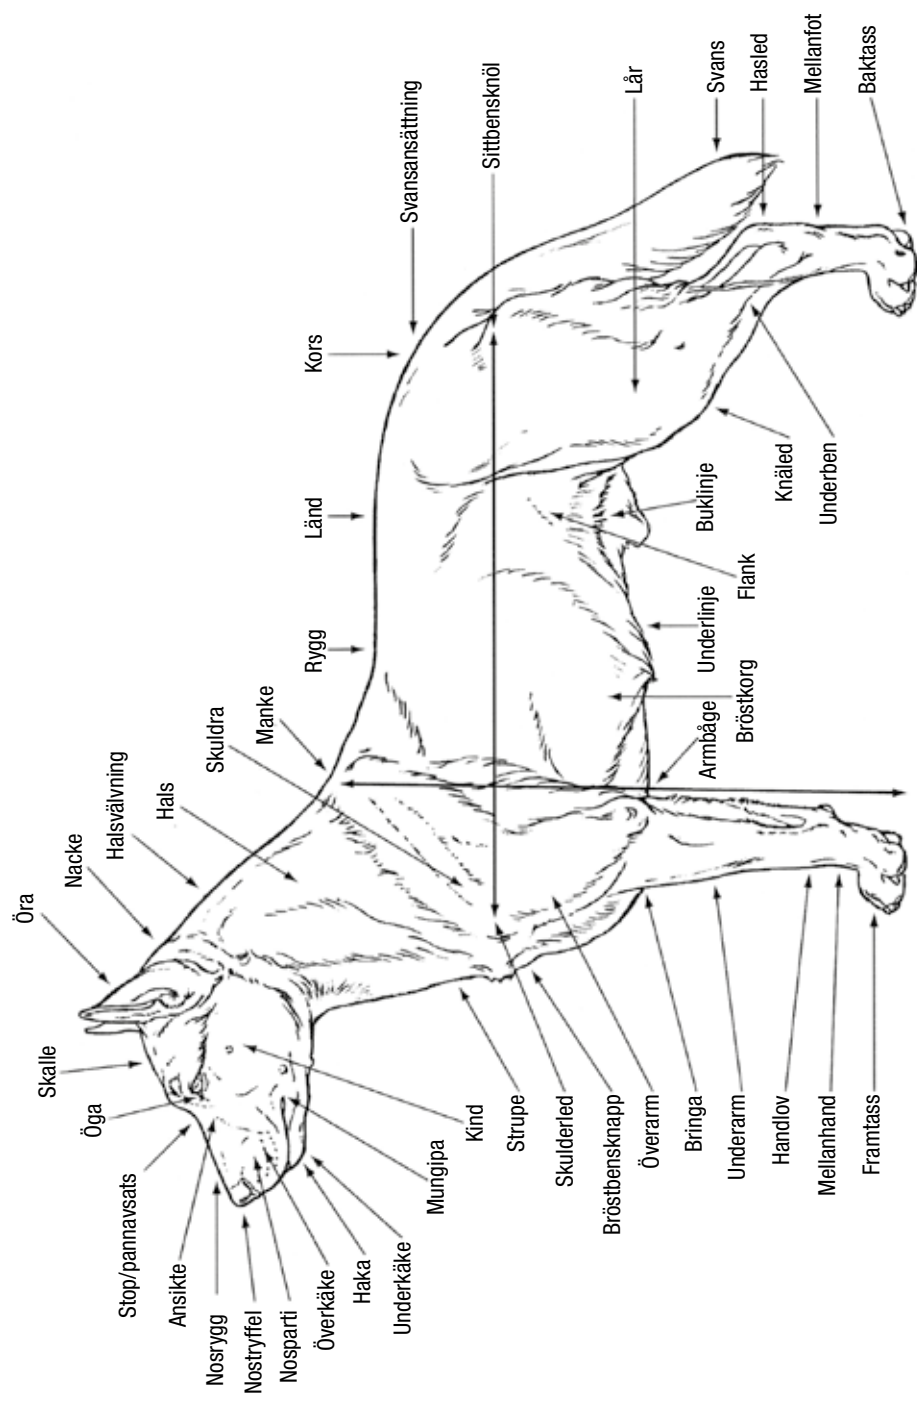 Öra
Nacke
Halsvälvning
Hals
Skuldra
Manke
Rygg
Länd
Kors
Svansansättning
Sittbensknöl
Lår
Svans
Hasled
Mellanfot
Baktass
Skalle
Öga
Stop/pannavsats
Ansikte
Nosrygg
Nostryffel
Nosparti
Överkäke
Haka
Underkäke
Mungipa
Kind
Strupe
Skulderled
Bröstbensknapp
Överarm
Bringa
Underarm
Handlov
Mellanhand
Framtass
Armbåge
Bröstkorg
Underlinje
Flank
Buklinje
Knäled
Underben